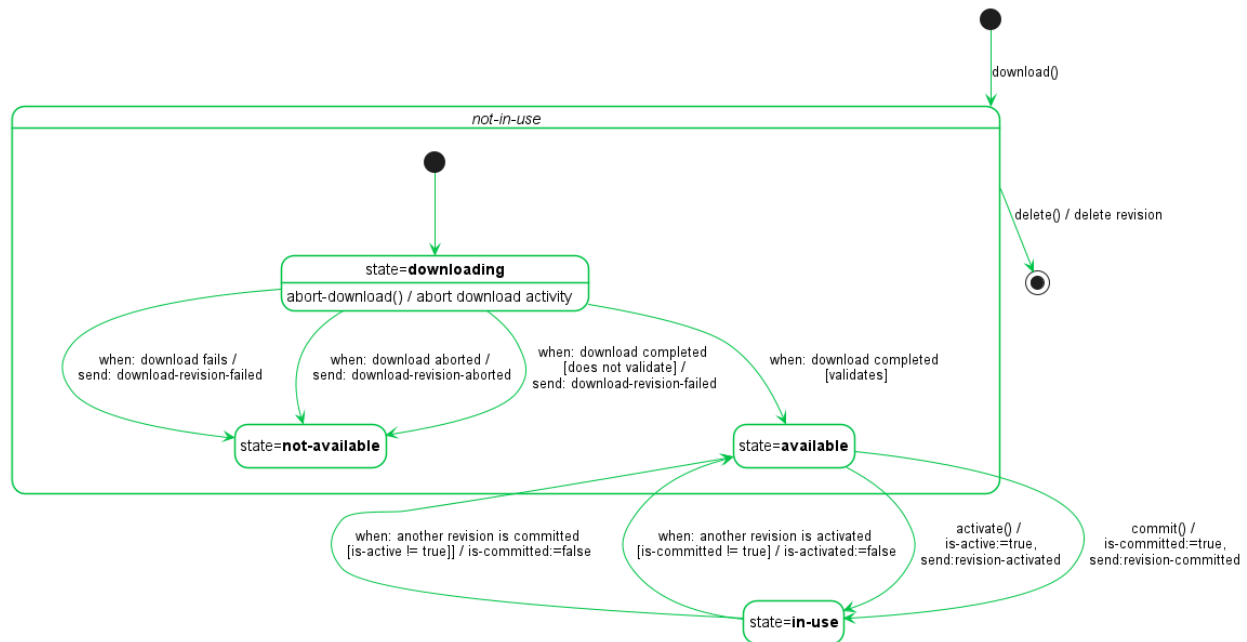 download()
not-in-use
delete() / delete revision
state=downloading
abort-download() / abort download activity
when: download fails /
send: download-revision-failed
when: download aborted /
send: download-revision-aborted
when: download completed
[does not validate] /
send: download-revision-failed
when: download completed
[validates]
state=not-available
state=available
when: another revision is committed
[is-active != true]] / is-committed:=false
when: another revision is activated
[is-committed != true] / is-activated:=false
activate() /
is-active:=true,
send:revision-activated
commit() /
is-committed:=true,
send:revision-committed
state=in-use